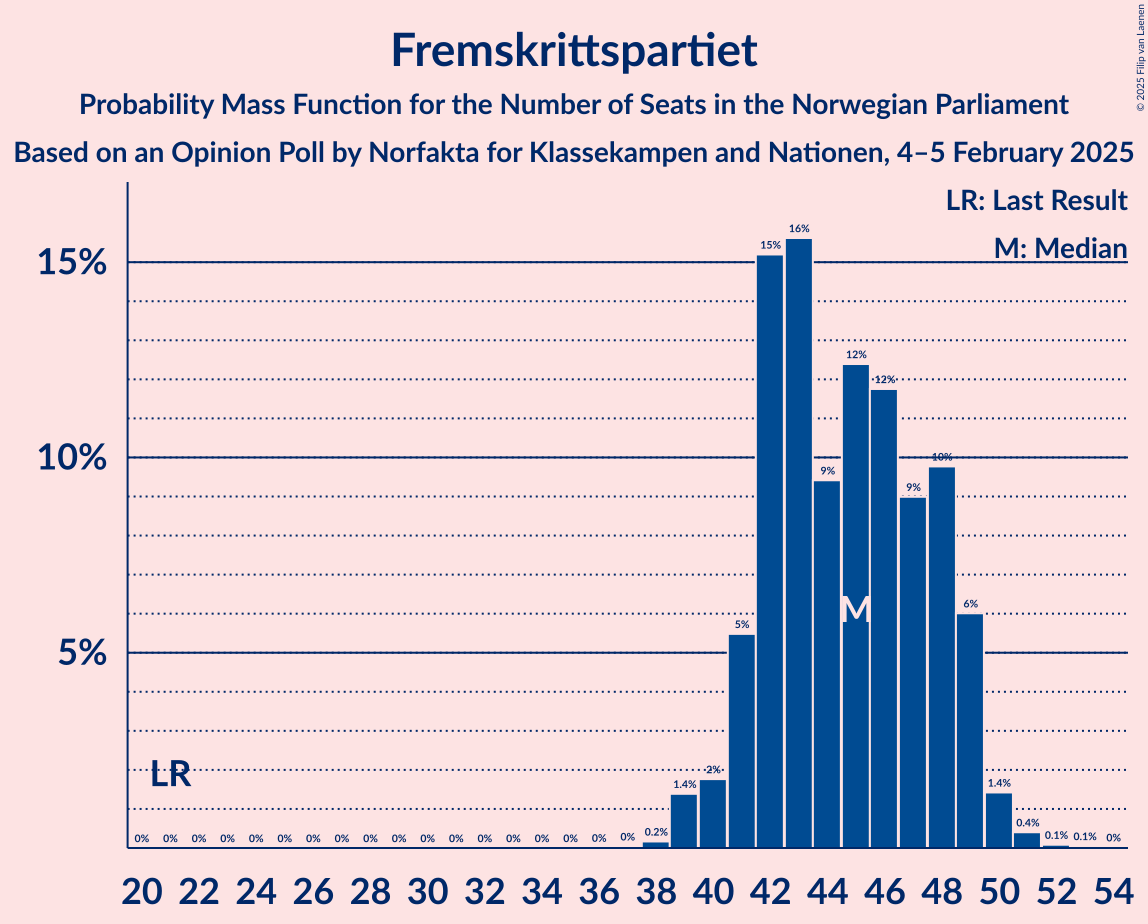 Fremskrittspartiet
Probability Mass Function for the Number of Seats in the Norwegian Parliament
Based on an Opinion Poll by Norfakta for Klassekampen and Nationen, 4–5 February 2025
© 2025 Filip van Laenen
LR: Last Result
M: Median
15%
10%
5%
16%
15%
12%
12%
10%
9%
9%
6%
5%
M
LR
0% 0% 0% 0% 0% 0% 0% 0% 0% 0% 0% 0% 0% 0% 0% 0% 0% 0% 0.2% 1.4% 2% 1.4% 0.4% 0.1% 0.1% 0%
20 22 24 26 28 30 32 34 36 38 40 42 44 46 48 50 52 54